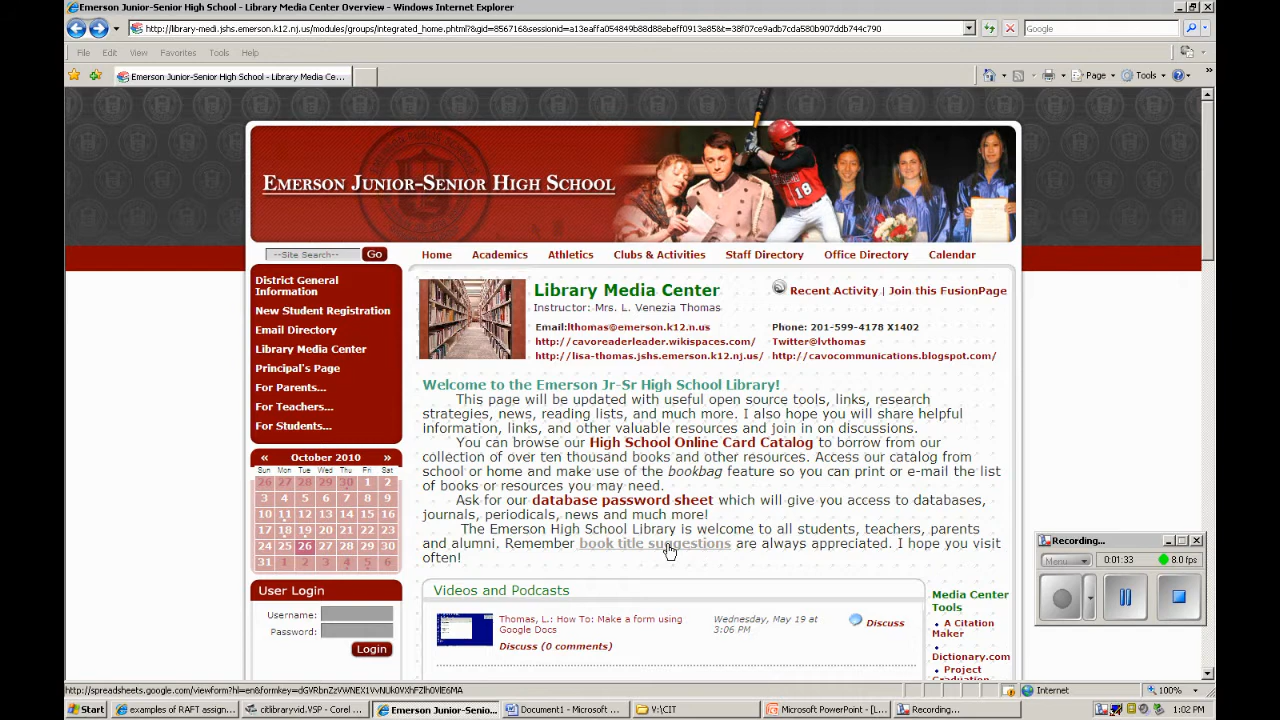 Emerson Junior-Senior High School - Library Media Center Overview - Windows Internet Explorer
Google
File Edit View Favorites Tools Help
Emerson Junior-Senior High School - Library Media Ce...
Page Tools
EMERSON JUNIOR-SENIOR HIGH SCHOOL
18
--Site Search-- Go
Home Academics Athletics Clubs & Activities Staff Directory Office Directory Calendar
District General
Information
New Student Registration
Email Directory
Library Media Center
Principal's Page
For Parents...
For Teachers...
For Students...
« October 2010 »
Sun Mon Tue Wed Thu Fri Sat
26 27 28 29 30 1 2
3 4 5 6 7 8 9
10 11 12 13 14 15 16
17 18 19 20 21 22 23
24 25 26 27 28 29 30
31 1 2 3 4 5 6
User Login
Username:
Password:
Login
Library Media Center
Instructor: Mrs. L. Venezia Thomas
Recent Activity | Join this FusionPage
Email:lthomas@emerson.k12.n.us Phone: 201-599-4178 X1402
http://cavoreaderleader.wikispaces.com/ Twitter@lvthomas
http://lisa-thomas.jshs.emerson.k12.nj.us/ http://cavocommunications.blogspot.com/
Welcome to the Emerson Jr-Sr High School Library!
This page will be updated with useful open source tools, links, research
strategies, news, reading lists, and much more. I also hope you will share helpful
information, links, and other valuable resources and join in on discussions.
You can browse our High School Online Card Catalog to borrow from our
collection of over ten thousand books and other resources. Access our catalog from
school or home and make use of the bookbag feature so you can print or e-mail the list
of books or resources you may need.
Ask for our database password sheet which will give you access to databases,
journals, periodicals, news and much more!
The Emerson High School Library is welcome to all students, teachers, parents
and alumni. Remember book title suggestions are always appreciated. I hope you visit
often!
Videos and Podcasts
Thomas, L.: How To: Make a form using
Google Docs
Wednesday, May 19 at
3:06 PM
Discuss
Discuss (0 comments)
Media Center
Tools
A Citation
Maker
Dictionary.com
Project
Graduation
Recording...
Menu 0:01:33 8.0 fps
Internet 100%
Start examples of RAFT assign... citlibraryvid.VSP - Corel ... Emerson Junior-Senio... Document1 - Microsoft ... V:\CIT Microsoft PowerPoint - [L... Recording... 1:02 PM